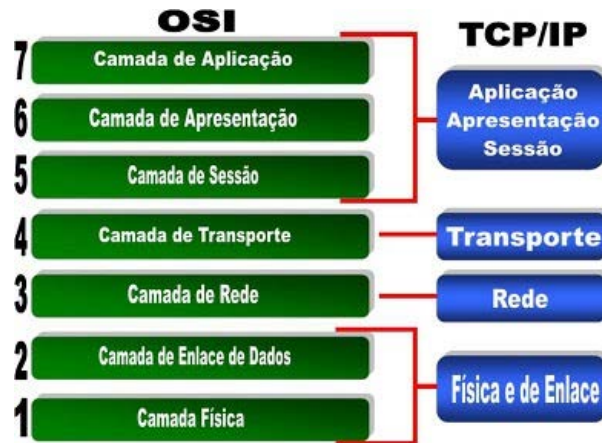 OSI
TCP/IP
7
Camada de Aplicação
6
Camada de Apresentação
5
Camada de Sessão
Aplicação
Apresentação
Sessão
4
Camada de Transporte
Transporte
3
Camada de Rede
Rede
2
Camada de Enlace de Dados
1
Camada Física
Física e de Enlace